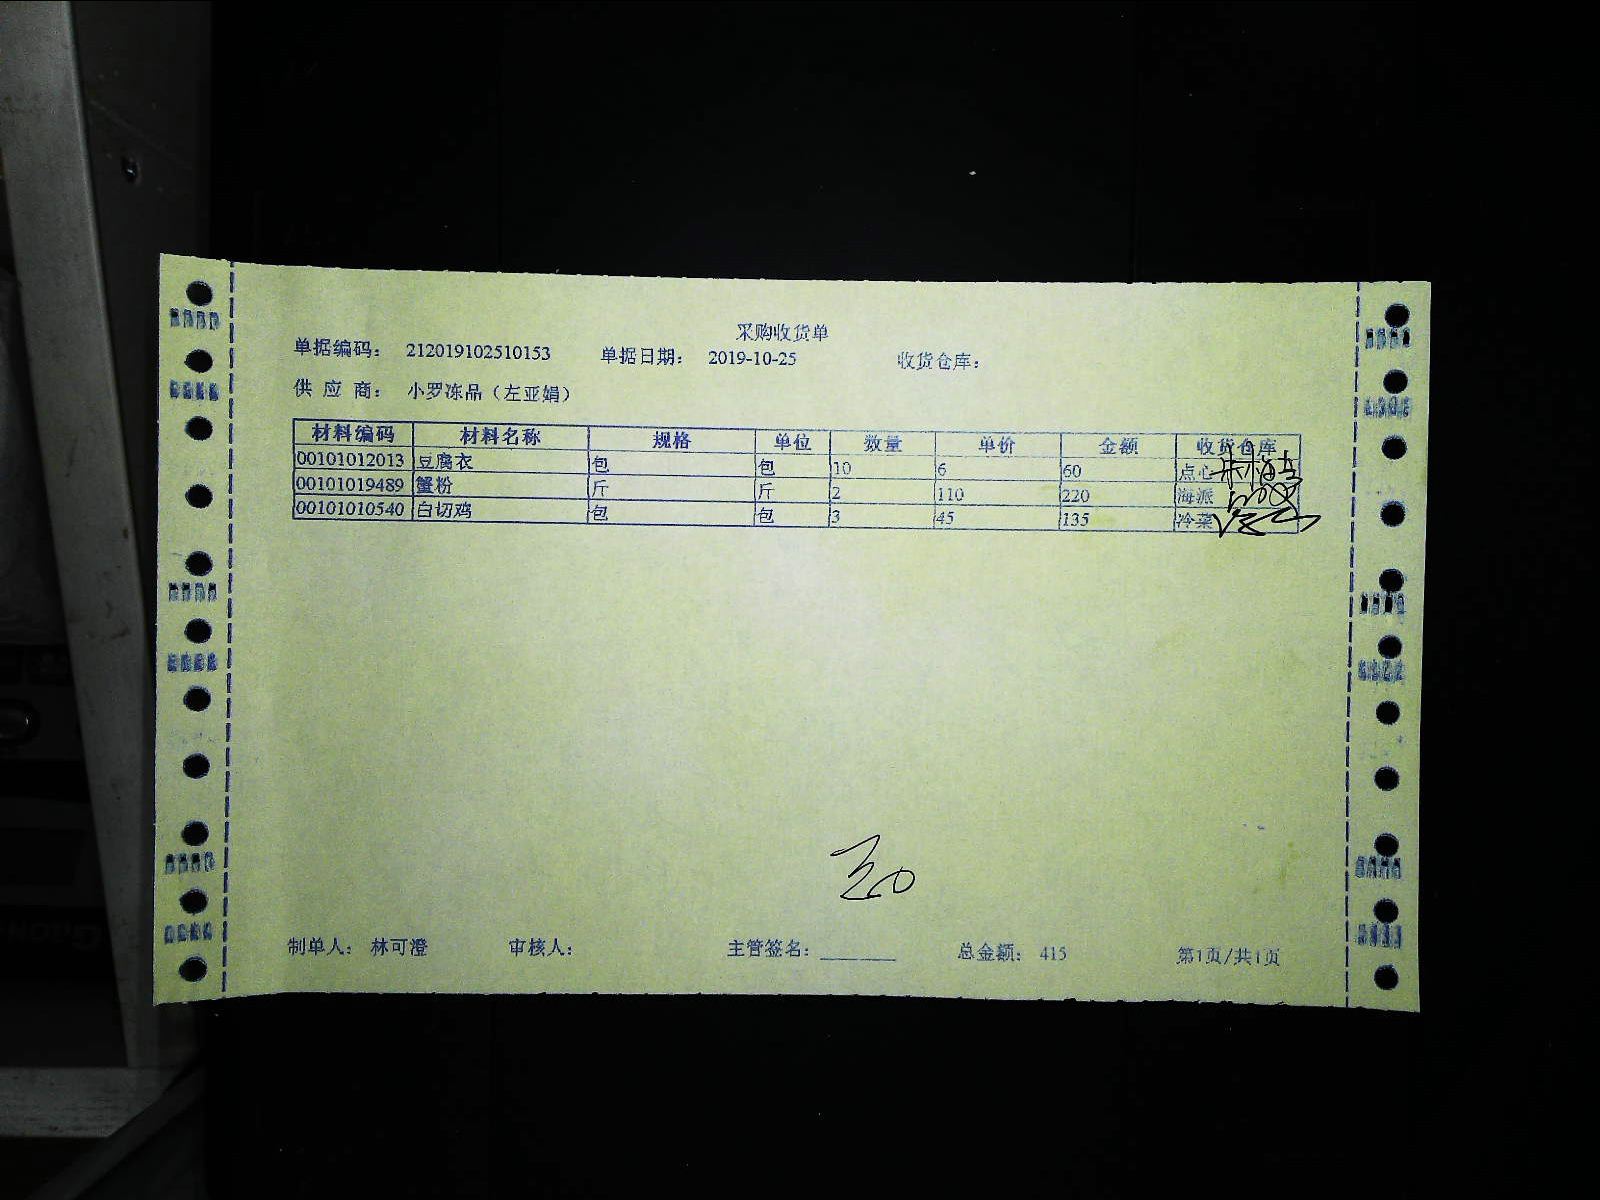 采购收货单
单据编码： 212019102510153 单据日期： 2019-10-25 收货仓库：
供 应 商： 小罗冻品（左亚娟）
材料编码 材料名称 规格 单位 数量 单价 金额 收货仓库
00101012013 豆腐衣 包 包 10 6 60 点心
00101019489 蟹粉 斤 斤 2 110 220 海派
00101010540 白切鸡 包 包 3 45 135 冷菜
制单人： 林可澄 审核人： 主管签名： 总金额： 415 第1页/共1页